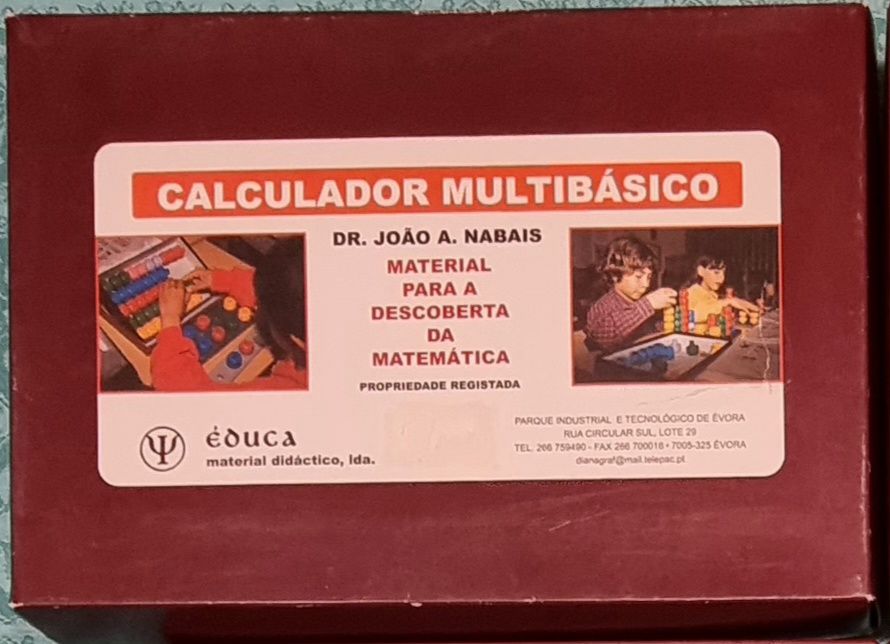 CALCULADOR MULTIBÁSICO
DR. JOÃO A. NABAIS
MATERIAL
PARA A
DESCOBERTA
DA
MATEMÁTICA
PROPRIEDADE REGISTADA
Ψ
éduca
material didáctico, lda.
PARQUE INDUSTRIAL E TECNOLÓGICO DE ÉVORA
RUA CIRCULAR SUL, LOTE 29
TEL. 266 759490 - FAX 266 700016 • 7005-325 ÉVORA
dianagraf@mail.telepac.pt